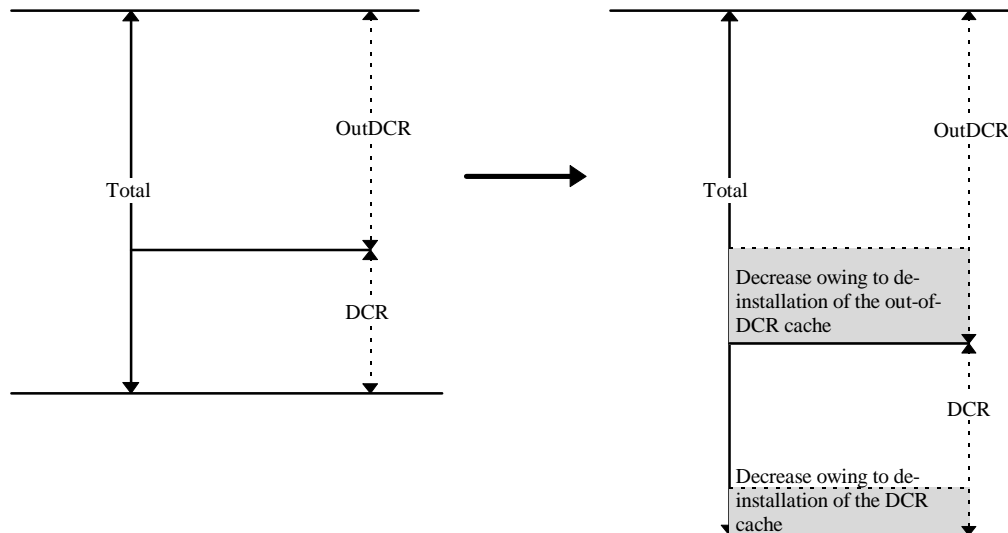 OutDCR
Total
DCR
OutDCR
Total
Decrease owing to de-
installation of the out-of-
DCR cache
DCR
Decrease owing to de-
installation of the DCR
cache